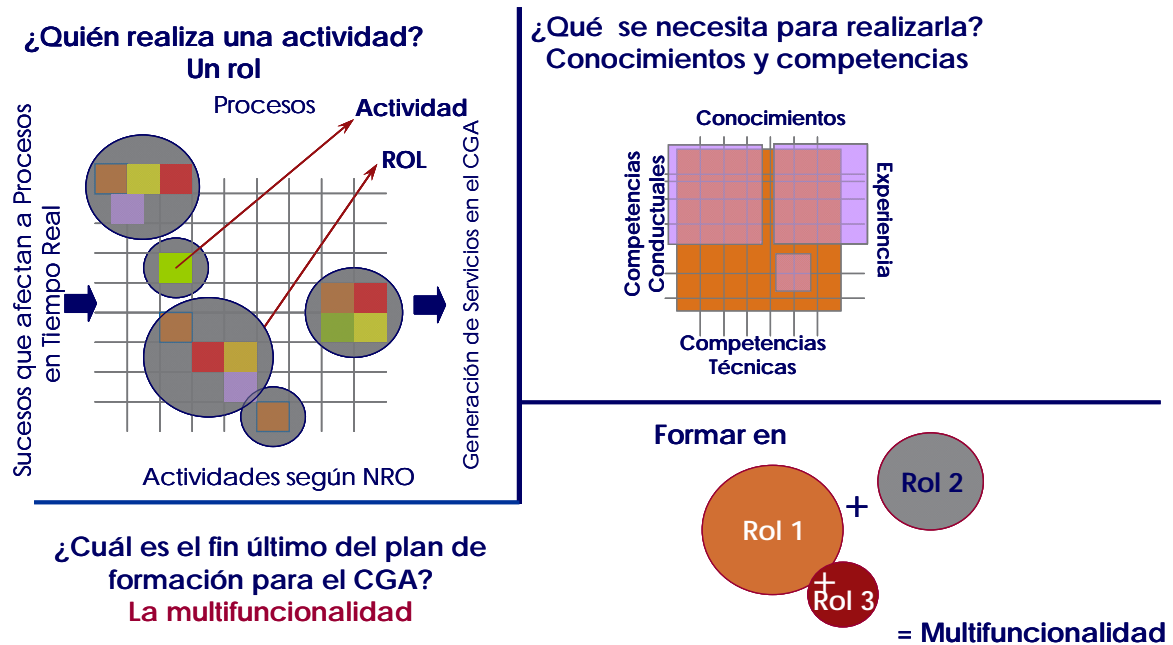 ¿Quién realiza una actividad?
Un rol
Procesos
Actividad
ROL
Sucesos que afectan a Procesos
en Tiempo Real
Generación de Servicios en el CGA
Actividades según NRO
¿Qué se necesita para realizarla?
Conocimientos y competencias
Conocimientos
Competencias
Conductuales
Experiencia
Competencias
Técnicas
¿Cuál es el fin último del plan de
formación para el CGA?
La multifuncionalidad
Formar en
Rol 1
+
Rol 2
+
Rol 3
= Multifuncionalidad